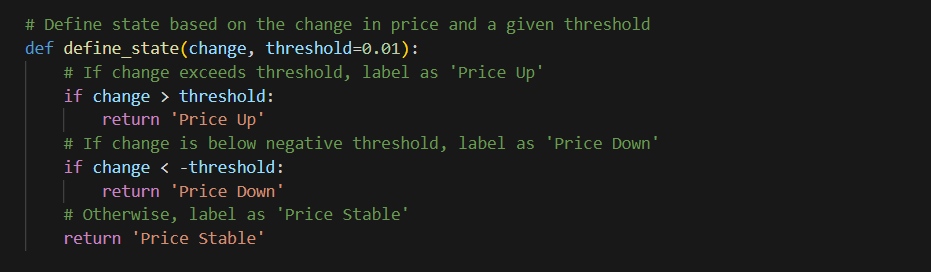 # Define state based on the change in price and a given threshold
def define_state(change, threshold=0.01):
    # If change exceeds threshold, label as 'Price Up'
    if change > threshold:
        return 'Price Up'
    # If change is below negative threshold, label as 'Price Down'
    if change < -threshold:
        return 'Price Down'
    # Otherwise, label as 'Price Stable'
    return 'Price Stable'